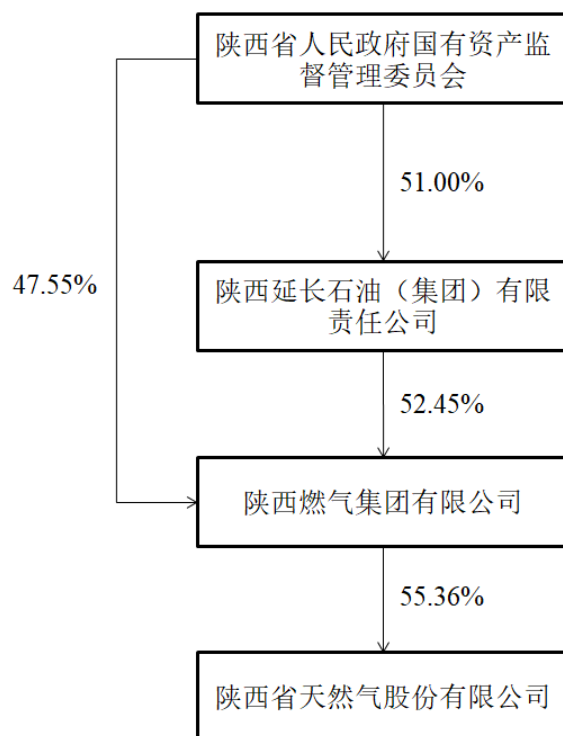 陕西省人民政府国有资产监
督管理委员会
51.00%
47.55%
陕西延长石油（集团）有限
责任公司
52.45%
陕西燃气集团有限公司
55.36%
陕西省天然气股份有限公司